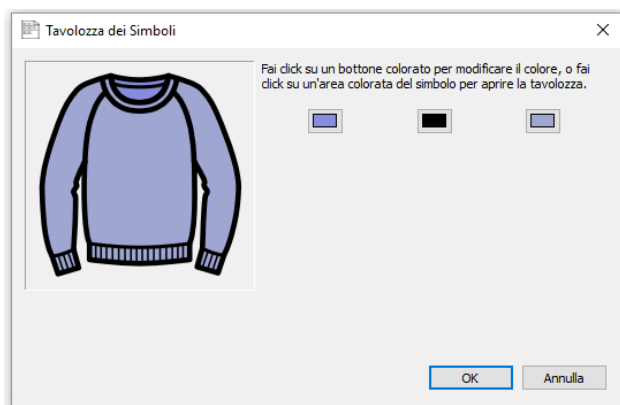 Tavolozza dei Simboli
Fai click su un bottone colorato per modificare il colore, o fai
click su un'area colorata del simbolo per aprire la tavolozza.
OK
Annulla